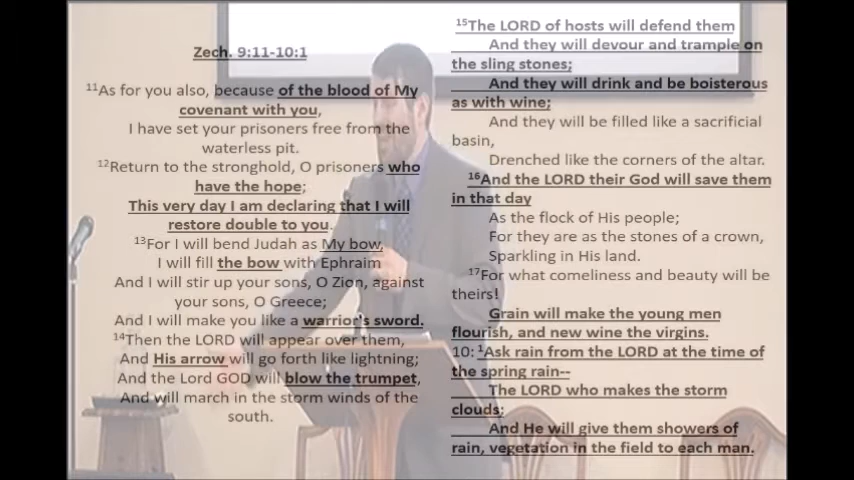 Zech. 9:11-10:1
11As for you also, because of the blood of My
covenant with you,
I have set your prisoners free from the
waterless pit.
12Return to the stronghold, O prisoners who
have the hope;
This very day I am declaring that I will
restore double to you.
13For I will bend Judah as My bow,
I will fill the bow with Ephraim
And I will stir up your sons, O Zion, against
your sons, O Greece;
And I will make you like a warrior's sword.
14Then the LORD will appear over them,
And His arrow will go forth like lightning;
And the Lord GOD will blow the trumpet,
And will march in the storm winds of the
south.
15The LORD of hosts will defend them
And they will devour and trample on
the sling stones;
And they will drink and be boisterous
as with wine;
And they will be filled like a sacrificial
basin,
Drenched like the corners of the altar.
16And the LORD their God will save them
in that day
As the flock of His people;
For they are as the stones of a crown,
Sparkling in His land.
17For what comeliness and beauty will be
theirs!
Grain will make the young men
flourish, and new wine the virgins.
10: 1Ask rain from the LORD at the time of
the spring rain--
The LORD who makes the storm
clouds;
And He will give them showers of
rain, vegetation in the field to each man.